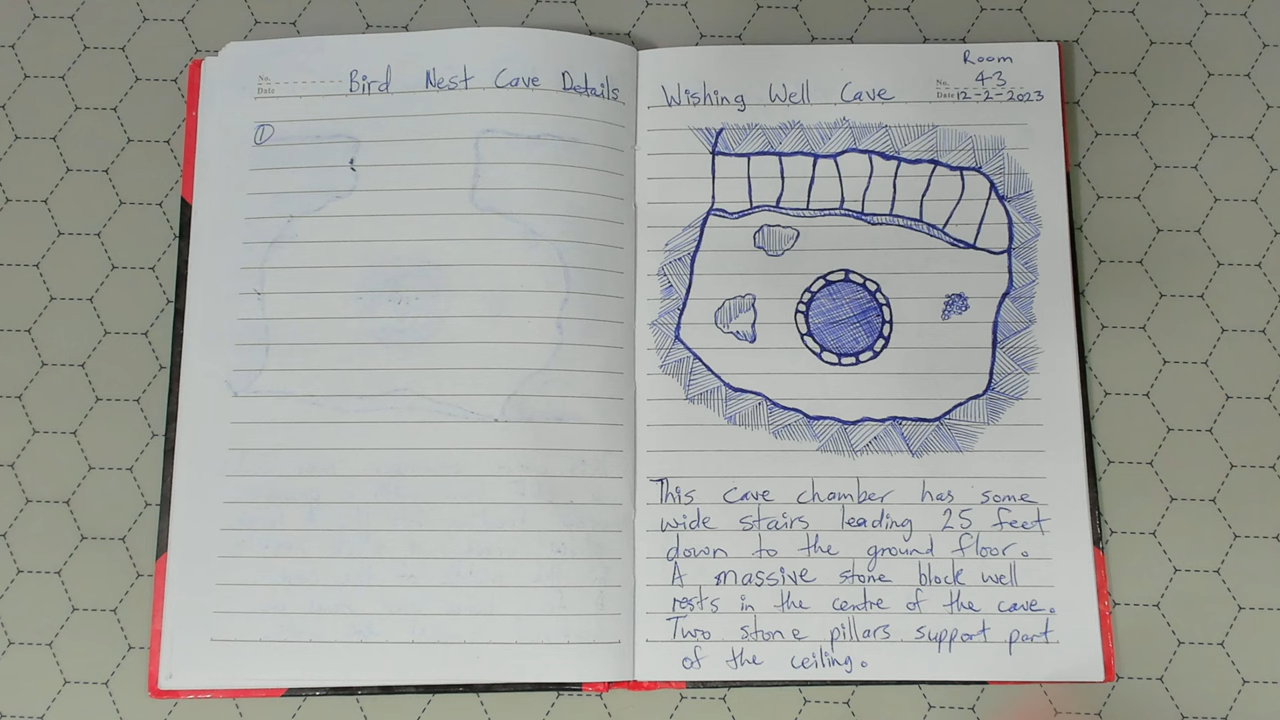 No.
Date
Bird Nest Cave Details
①
Room
No. 43
Date 12-2-2023
Wishing Well Cave
This cave chamber has some
wide stairs leading 25 feet
down to the ground floor.
A massive stone block well
rests in the centre of the cave.
Two stone pillars support part
of the ceiling.